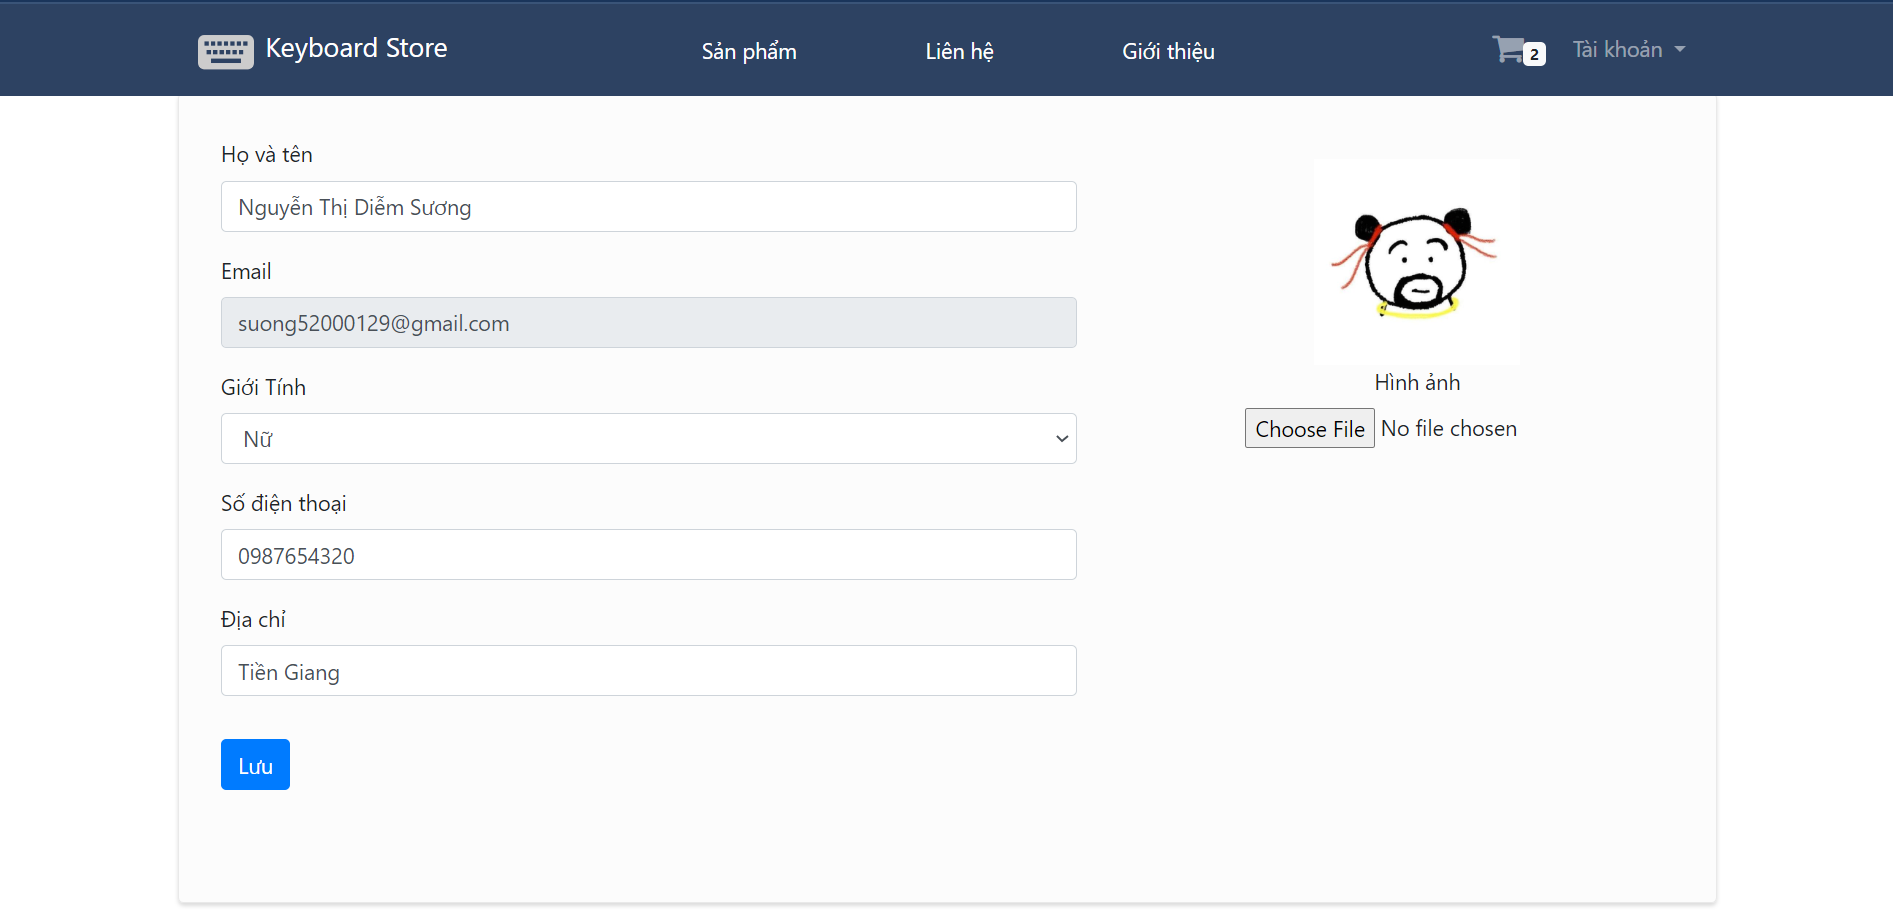 Keyboard Store
Sản phẩm
Liên hệ
Giới thiệu
2
Tài khoản
Họ và tên
Nguyễn Thị Diễm Sương
Email
suong52000129@gmail.com
Giới Tính
Nữ
Số điện thoại
0987654320
Địa chỉ
Tiền Giang
Lưu
Hình ảnh
Choose File No file chosen